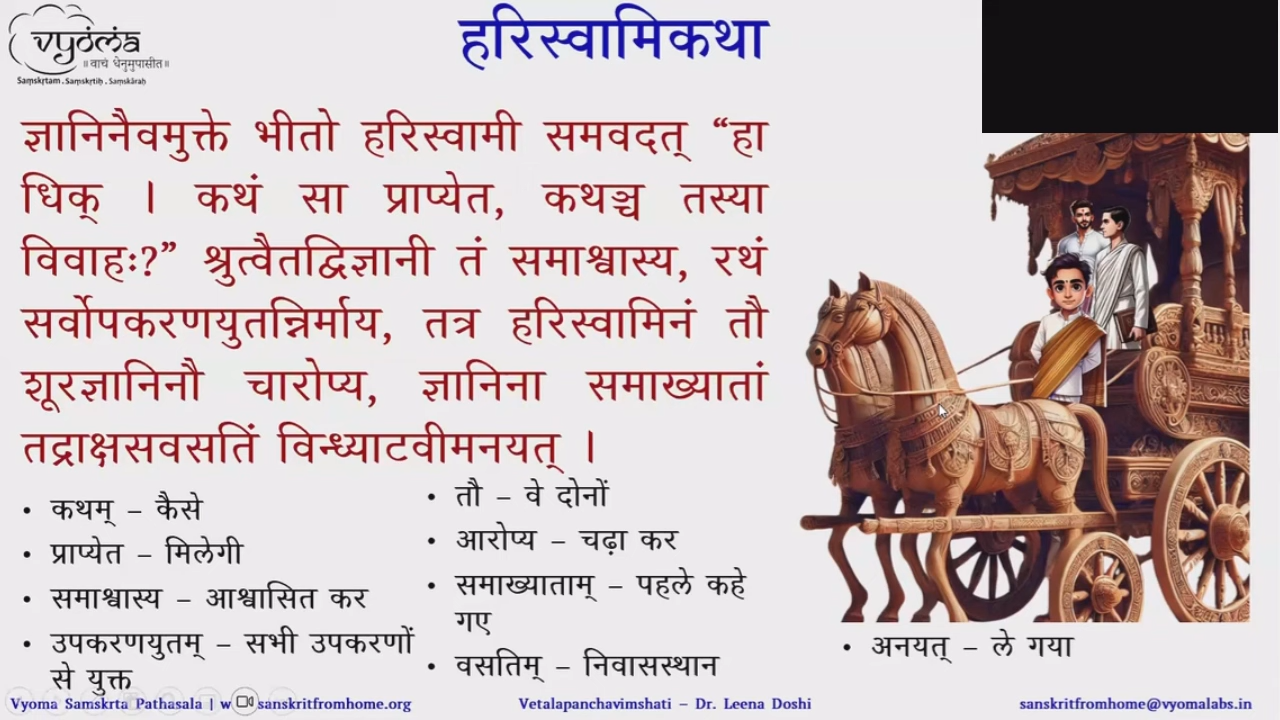 vyoma
॥ वाचं धेनुमुपासीत॥
Saṃskṛtam . Saṃskṛtiḥ . Saṃskāraḥ
हरिस्वामिकथा
ज्ञानिनैवमुक्ते भीतो हरिस्वामी समवदत् “हा
धिक् । कथं सा प्राप्येत, कथञ्च तस्या
विवाहः?” श्रुत्वैतद्विज्ञानी तं समाश्वास्य, रथं
सर्वोपकरणयुतन्निर्माय, तत्र हरिस्वामिनं तौ
शूरज्ञानिनौ चारोप्य, ज्ञानिना समाख्यातां
तद्राक्षसवसतिं विन्ध्याटवीमनयत् ।
• कथम् – कैसे
• प्राप्येत – मिलेगी
• समाश्वास्य – आश्वासित कर
• उपकरणयुतम् – सभी उपकरणों
से युक्त
• तौ – वे दोनों
• आरोप्य – चढ़ा कर
• समाख्याताम् – पहले कहे
गए
• वसतिम् – निवासस्थान
• अनयत् – ले गया
Vyoma Samskrta Pathasala | w sanskritfromhome.org
Vetalapanchavimshati – Dr. Leena Doshi
sanskritfromhome@vyomalabs.in